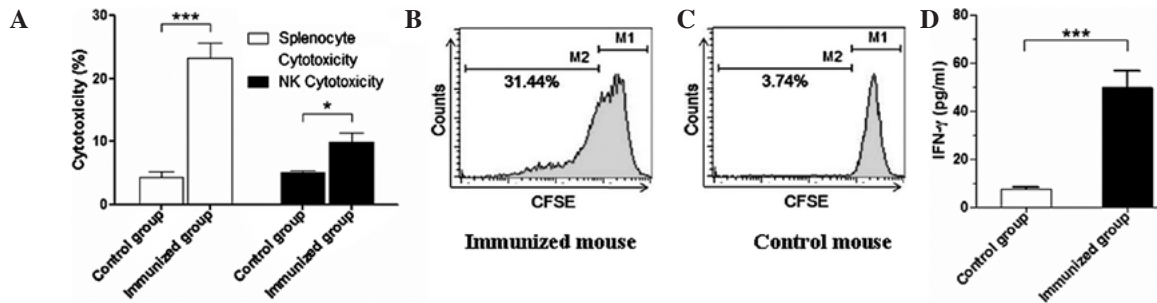 A
Cytotoxicity (%)
30
20
10
0
***
Splenocyte
Cytotoxicity
NK Cytotoxicity
*
Control group
Immunized group
Control group
Immunized group
B
Counts
M1
M2
31.44%
CFSE
Immunized mouse
C
Counts
M1
M2
3.74%
CFSE
Control mouse
D
IFN-γ (pg/ml)
80
60
40
20
0
***
Control group
Immunized group